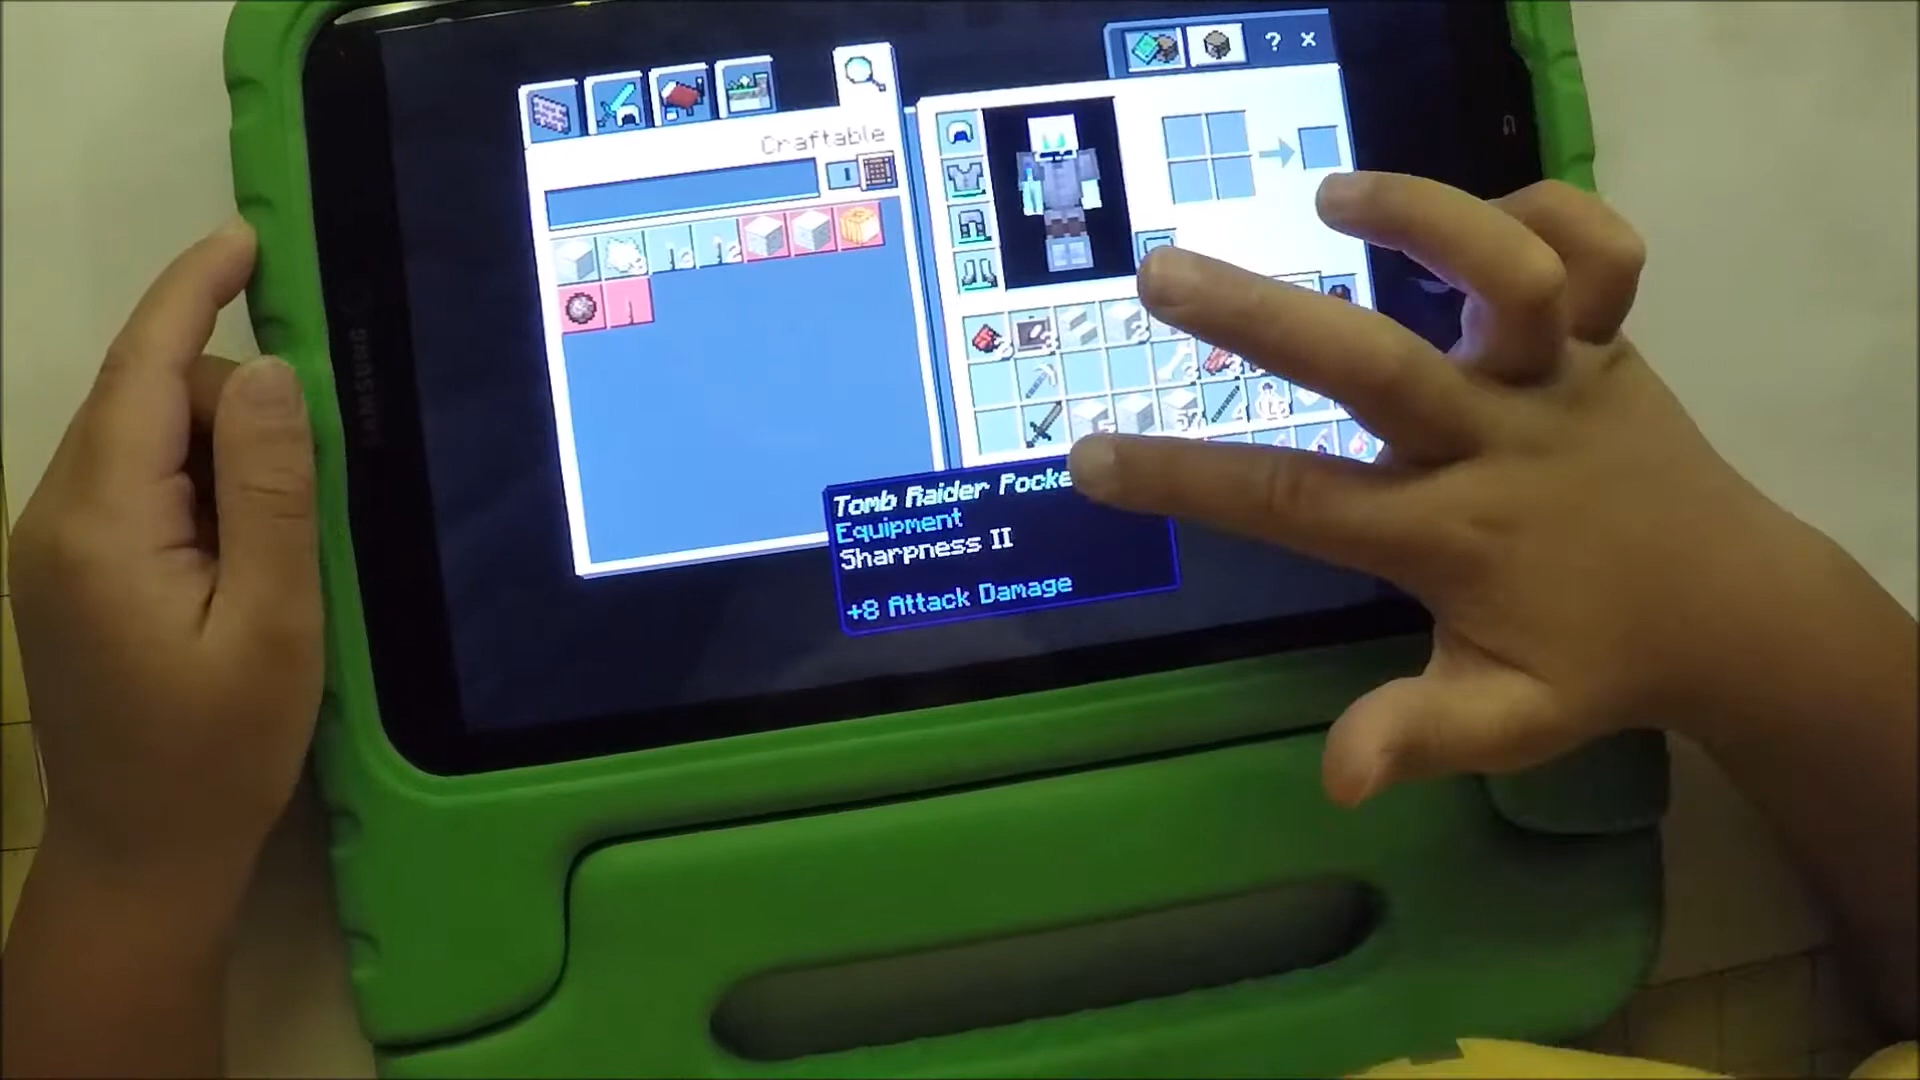 SAMSUNG
? X
Craftable
Tomb Raider Pocke
Equipment
Sharpness II
+8 Attack Damage